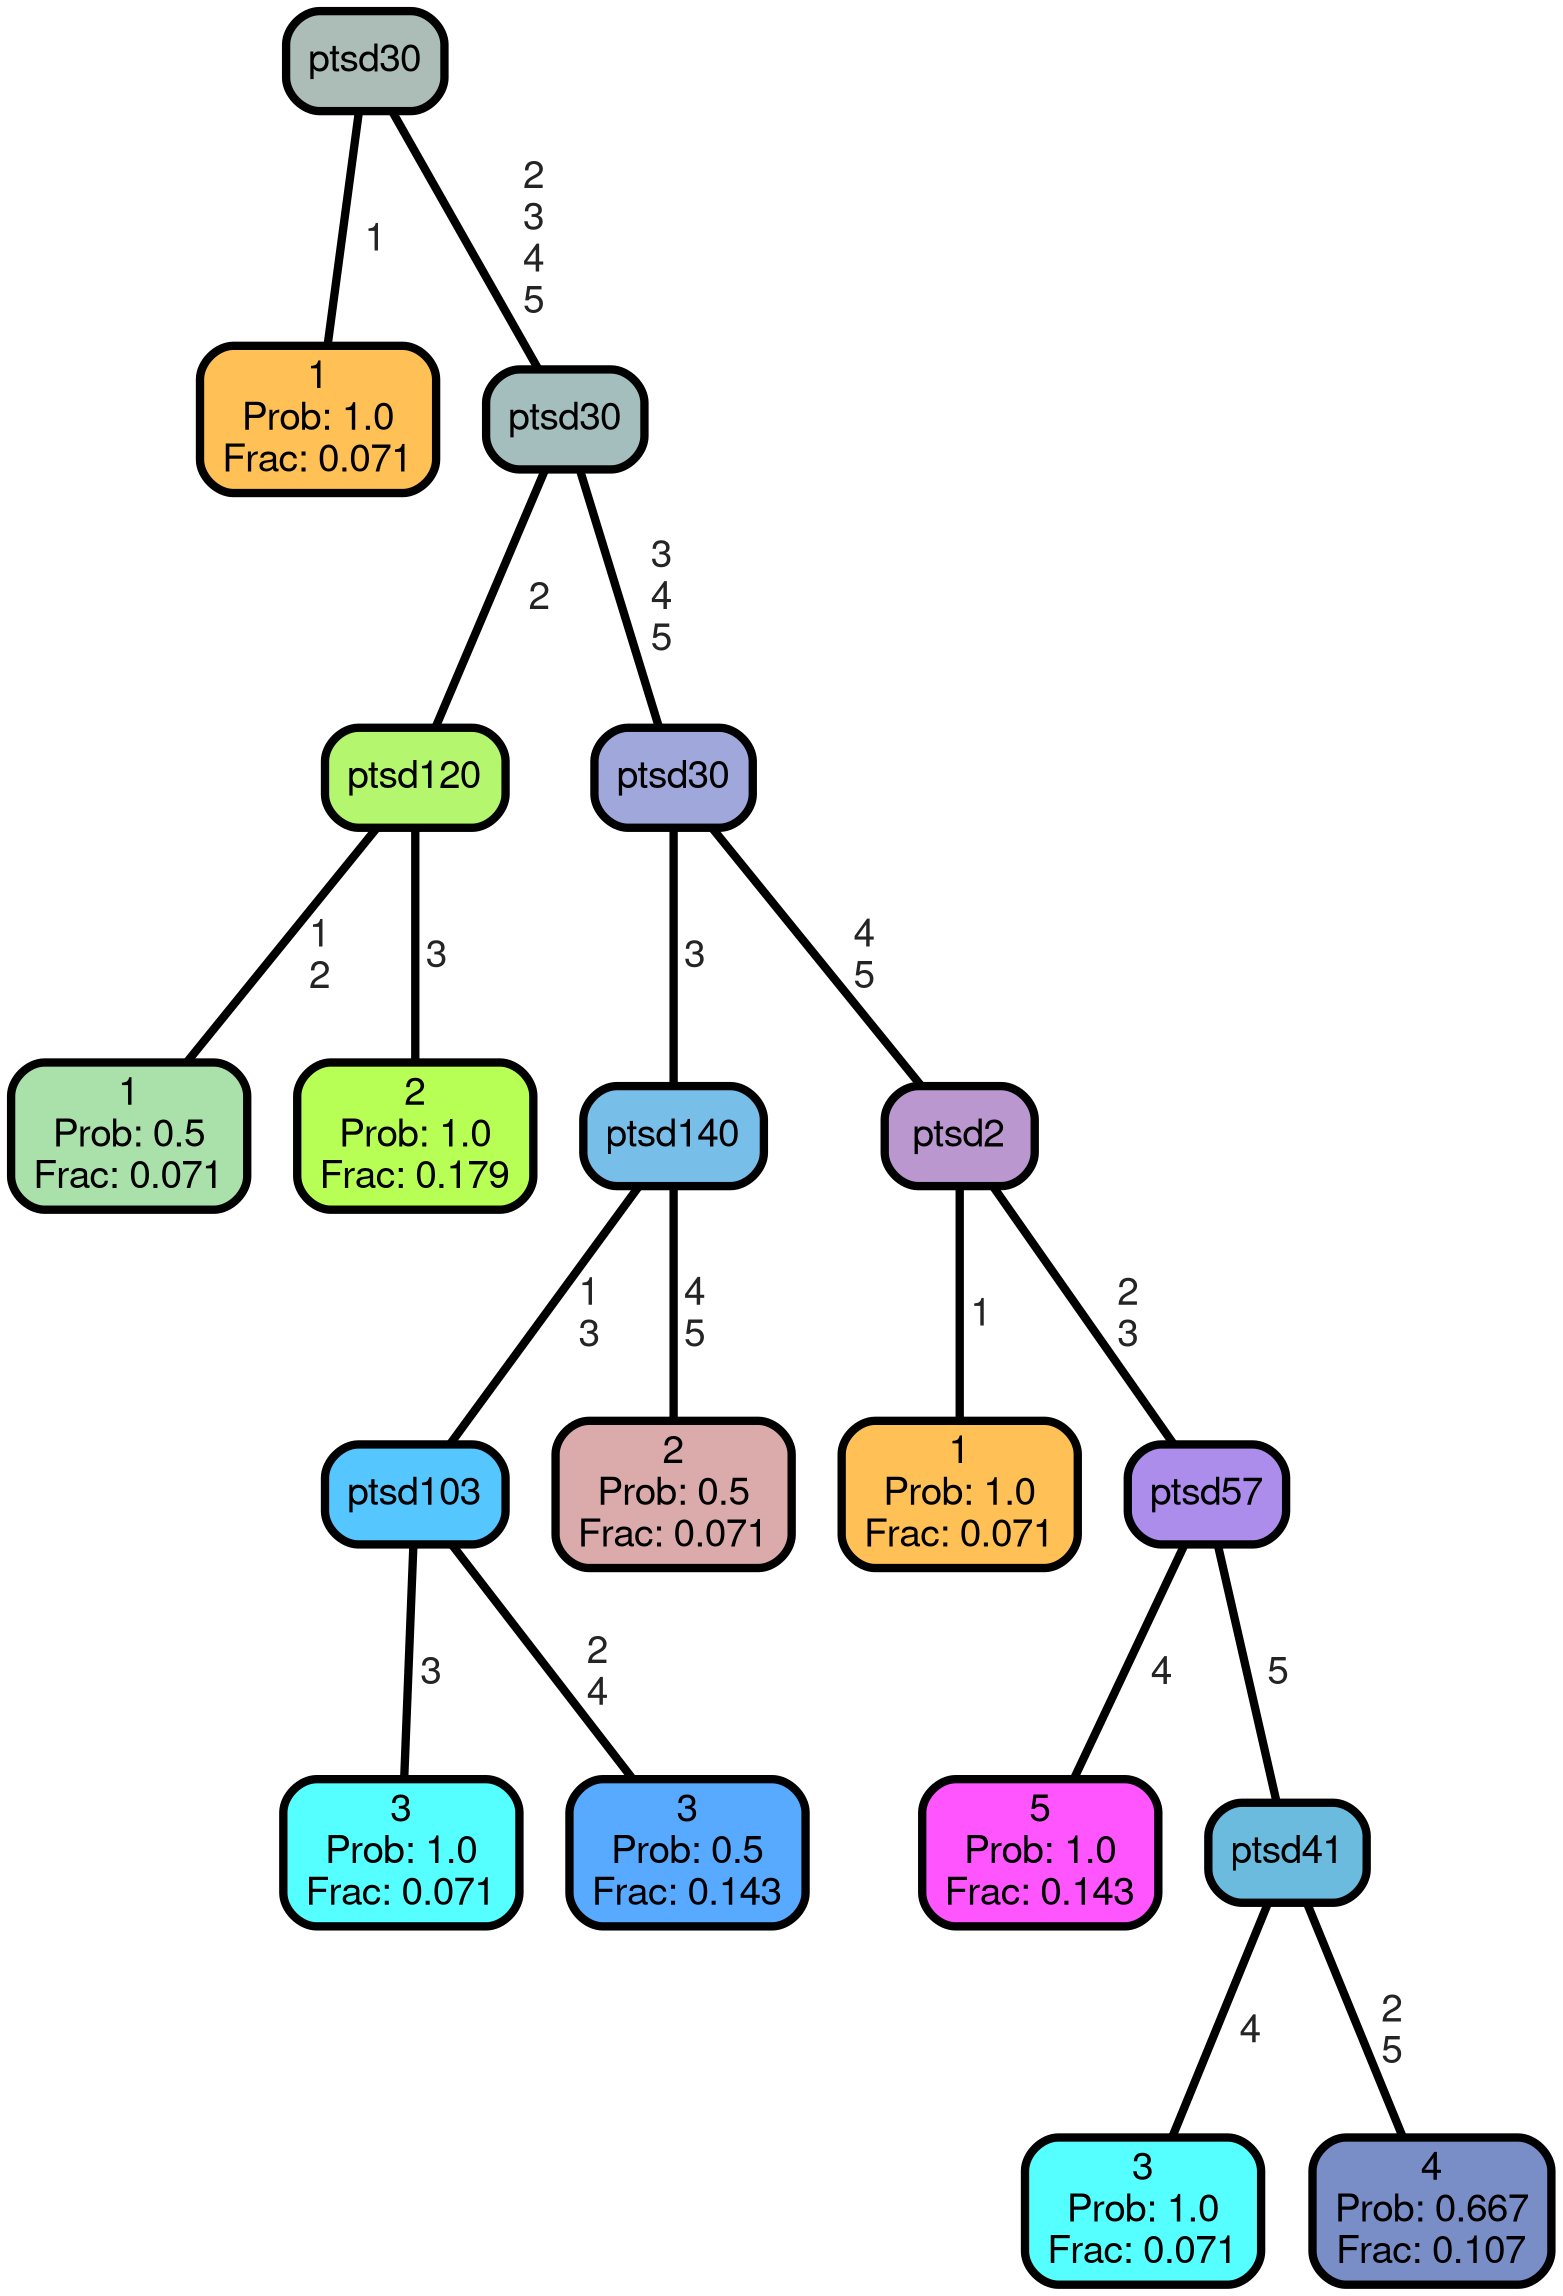 ptsd30
1
2
3
4
5
1
Prob: 1.0
Frac: 0.071
ptsd30
2
3
4
5
ptsd120
ptsd30
1
2
3
3
4
5
1
Prob: 0.5
Frac: 0.071
2
Prob: 1.0
Frac: 0.179
ptsd140
ptsd2
1
3
4
5
1
2
3
ptsd103
2
Prob: 0.5
Frac: 0.071
1
Prob: 1.0
Frac: 0.071
ptsd57
3
2
4
4
5
3
Prob: 1.0
Frac: 0.071
3
Prob: 0.5
Frac: 0.143
5
Prob: 1.0
Frac: 0.143
ptsd41
4
2
5
3
Prob: 1.0
Frac: 0.071
4
Prob: 0.667
Frac: 0.107